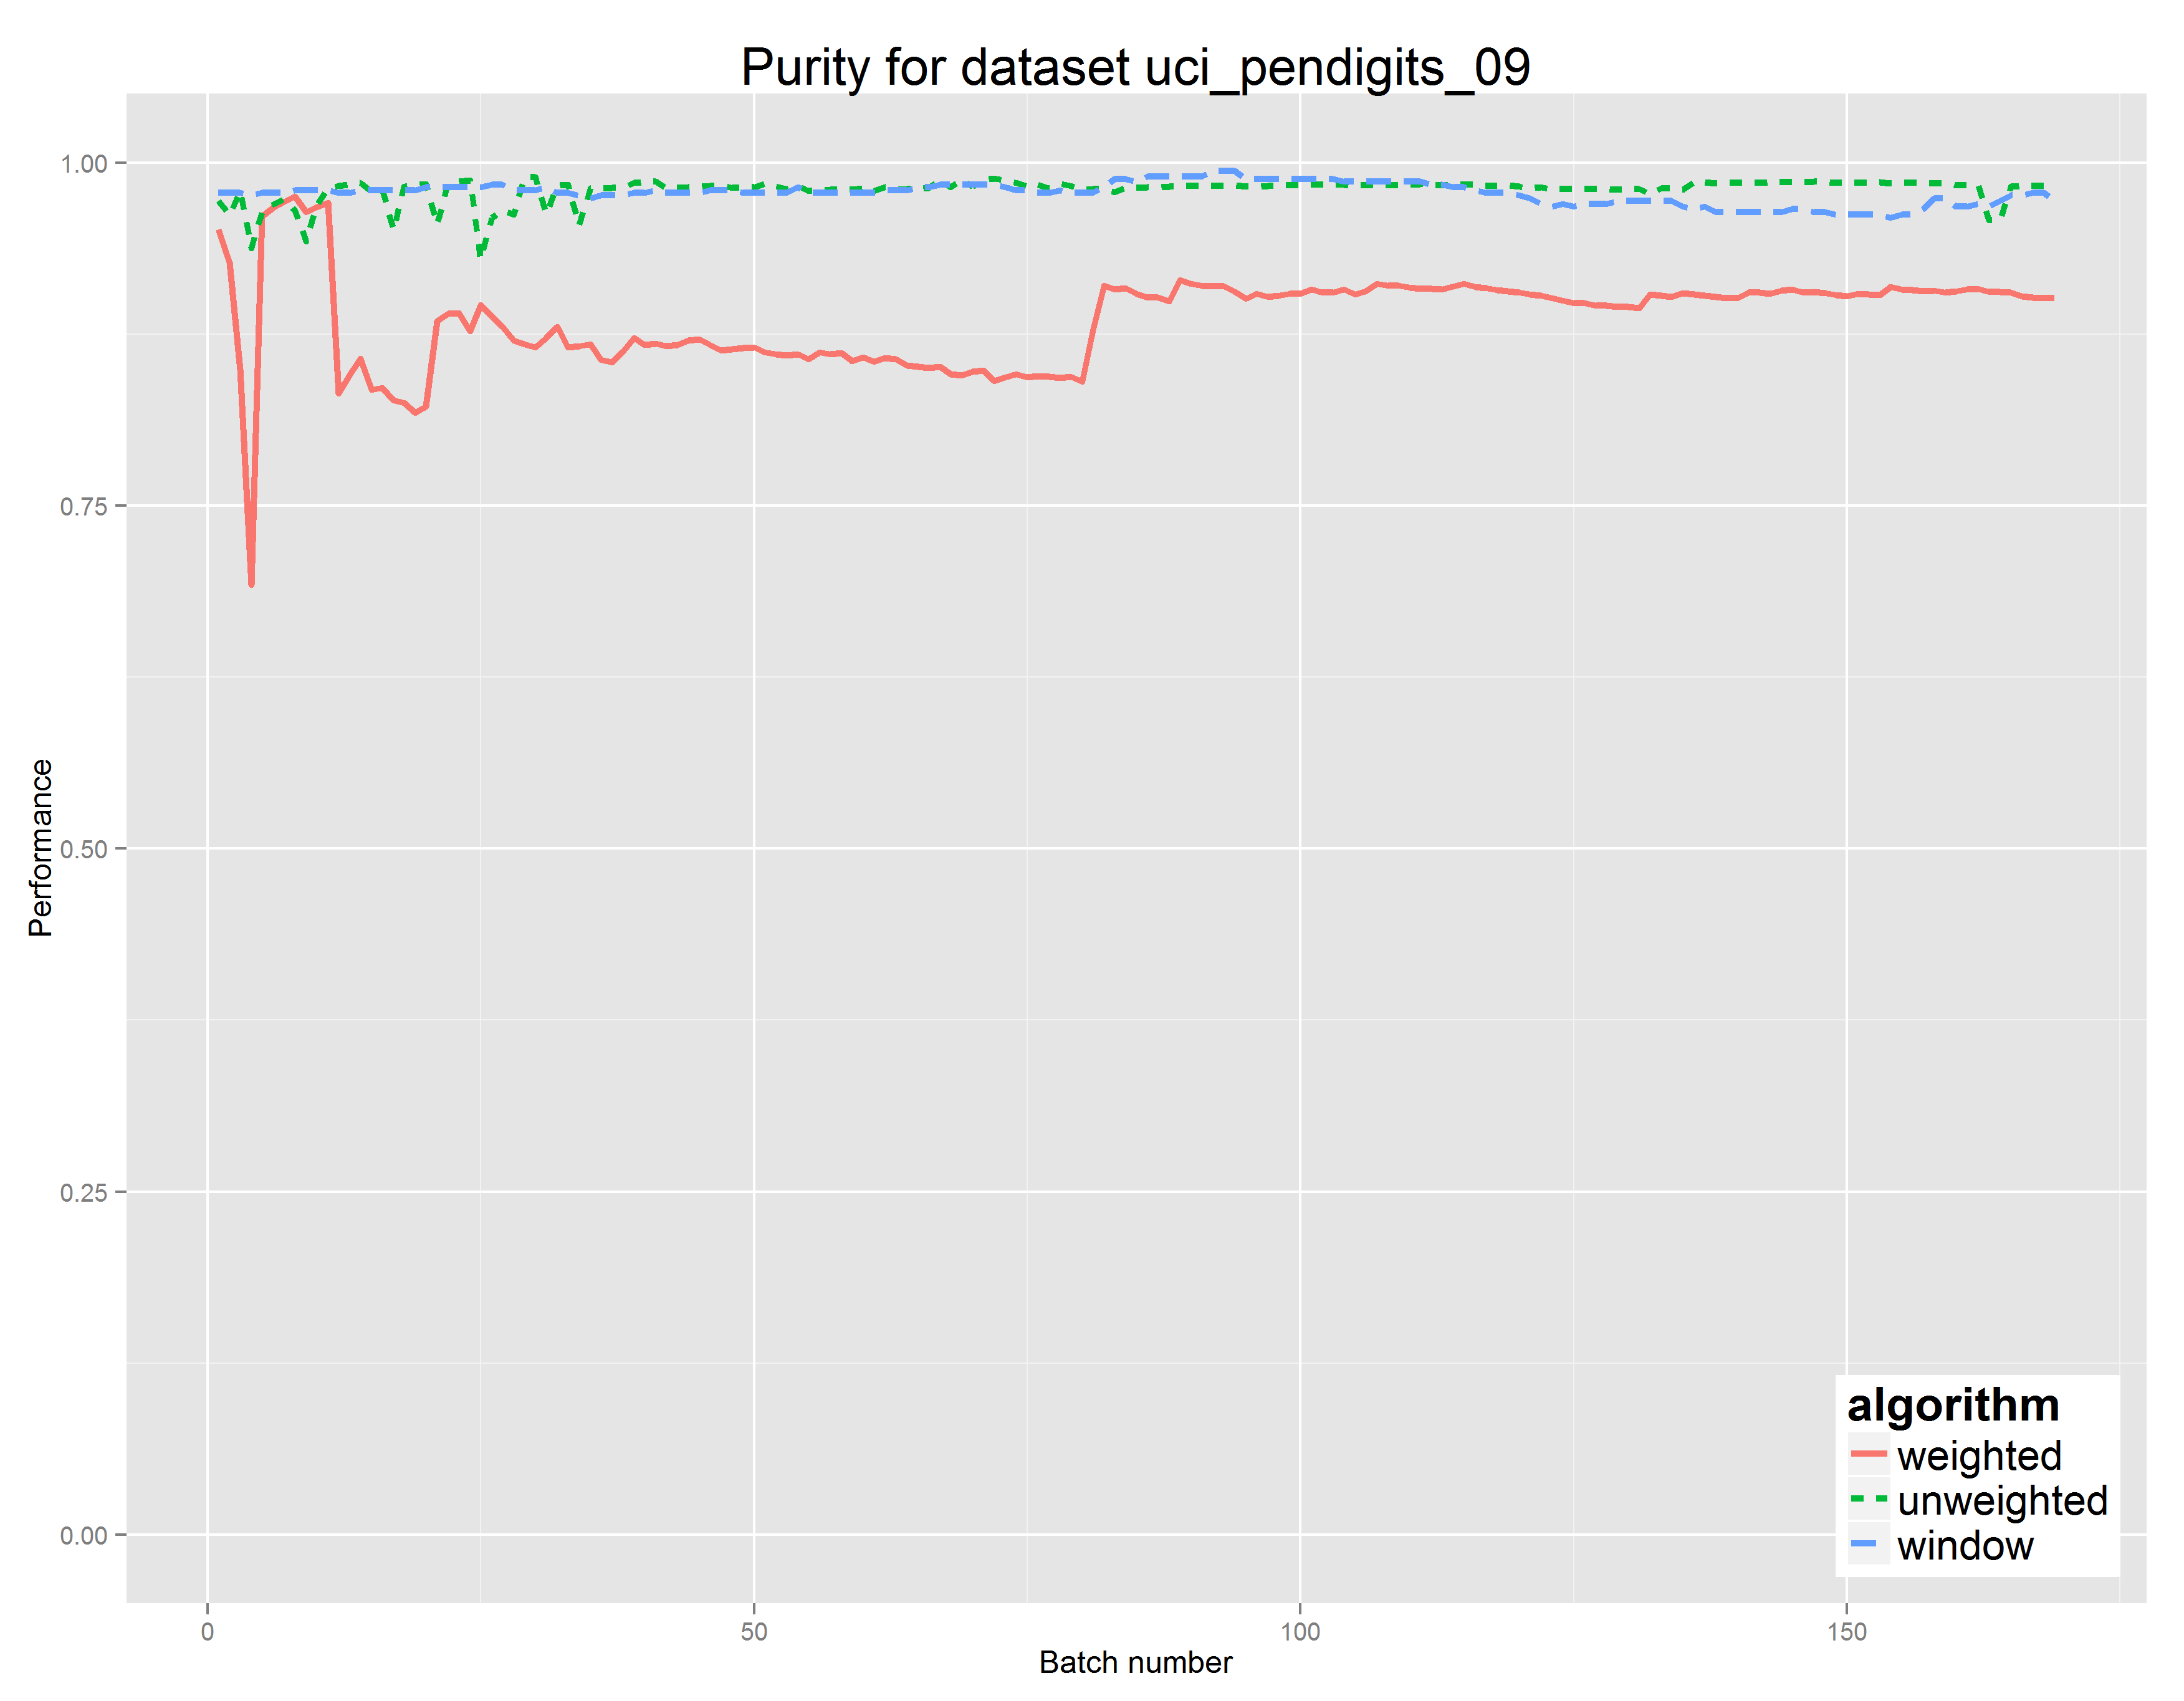 Purity for dataset uci_pendigits_09
1.00
0.75
0.50
0.25
0.00
Performance
0
50
100
150
Batch number
algorithm
weighted
unweighted
window